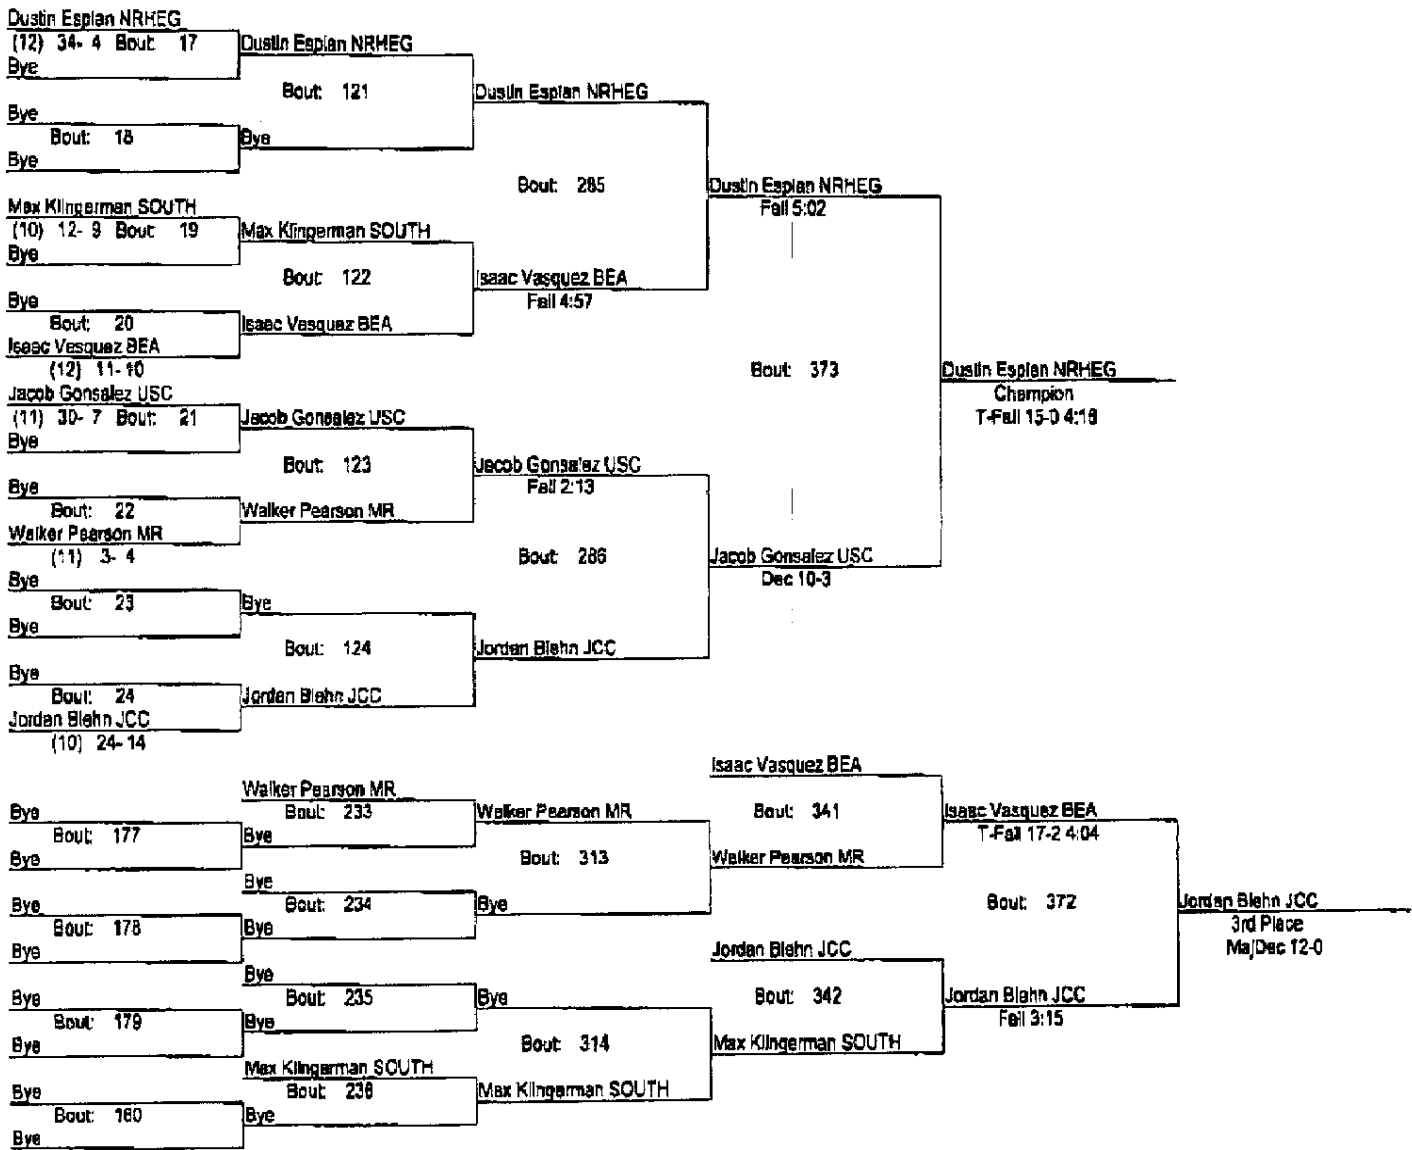 Dustin Esplan NRHEG
(12) 34- 4 Bout: 17
Bye
Dustin Esplan NRHEG
Bout: 121
Bye
Bout: 18
Bye
Bye
Dustin Esplan NRHEG
Bout: 285
Max Klingerman SOUTH
(10) 12- 9 Bout: 19
Bye
Max Klingerman SOUTH
Bout: 122
Bye
Bout: 20
Isaac Vasquez BEA
(12) 11- 10
Isaac Vasquez BEA
Isaac Vasquez BEA
Fall 4:57
Dustin Esplan NRHEG
Fall 5:02
Bout: 373
Jacob Gonsalez USC
(11) 30- 7 Bout: 21
Bye
Jacob Gonsalez USC
Bout: 123
Bye
Bout: 22
Walker Pearson MR
(11) 3- 4
Walker Pearson MR
Jacob Gonsalez USC
Fall 2:13
Bout: 286
Bye
Bout: 23
Bye
Bye
Bout: 124
Bye
Bout: 24
Jordan Blehn JCC
(10) 24- 14
Jordan Blehn JCC
Jordan Blehn JCC
Jacob Gonsalez USC
Dec 10-3
Dustin Esplan NRHEG
Champion
T-Fall 15-0 4:16
Bye
Bout: 177
Bye
Walker Pearson MR
Bout: 233
Bye
Walker Pearson MR
Bout: 313
Bye
Bout: 178
Bye
Bye
Bout: 234
Bye
Bye
Isaac Vasquez BEA
Bout: 341
Walker Pearson MR
Isaac Vasquez BEA
T-Fall 17-2 4:04
Bout: 372
Bye
Bout: 179
Bye
Bye
Bout: 235
Bye
Bye
Bout: 314
Bye
Bout: 180
Bye
Max Klingerman SOUTH
Bout: 236
Bye
Max Klingerman SOUTH
Jordan Blehn JCC
Bout: 342
Max Klingerman SOUTH
Jordan Blehn JCC
Fall 3:15
Jordan Blehn JCC
3rd Place
MajDec 12-0